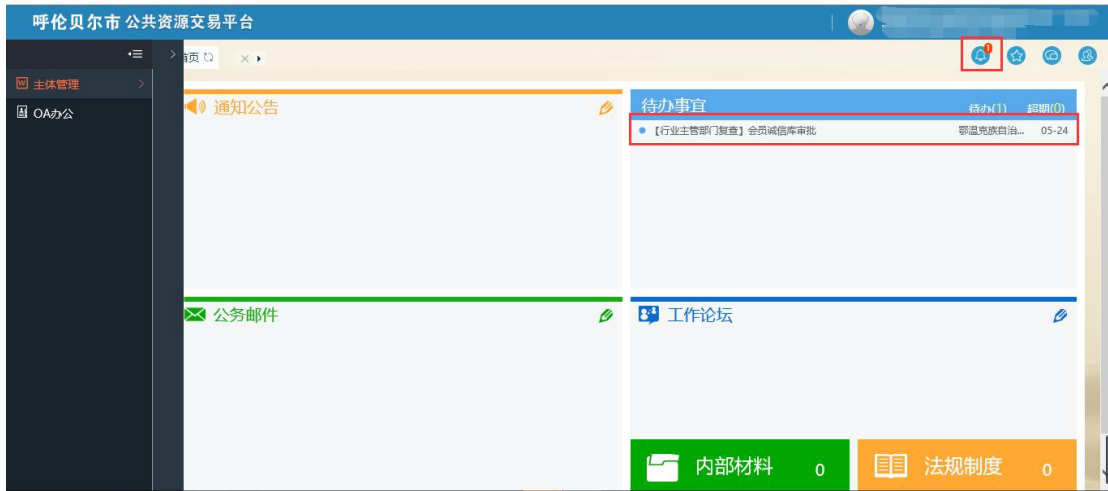 呼伦贝尔市 公共资源交易平台
首页
1
主体管理
OA办公
通知公告
待办事宜 待办(1) 超期(0)
【行业主管部门复查】会员诚信库审批 鄂温克族自治... 05-24
公务邮件
工作论坛
内部材料 0
法规制度 0